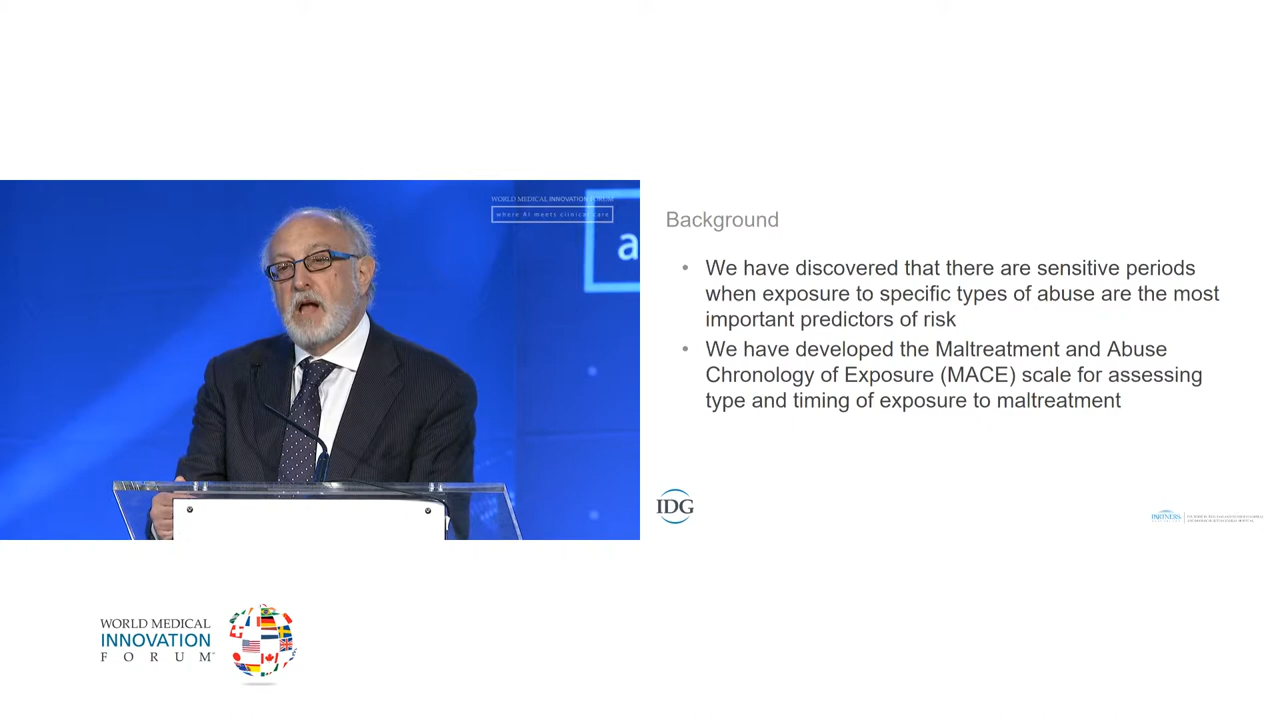 WORLD MEDICAL INNOVATION FORUM
where AI meets clinical care
a
Background
• We have discovered that there are sensitive periods
when exposure to specific types of abuse are the most
important predictors of risk
• We have developed the Maltreatment and Abuse
Chronology of Exposure (MACE) scale for assessing
type and timing of exposure to maltreatment
IDG
PARTNERS
WORLD MEDICAL
INNOVATION
FORUM